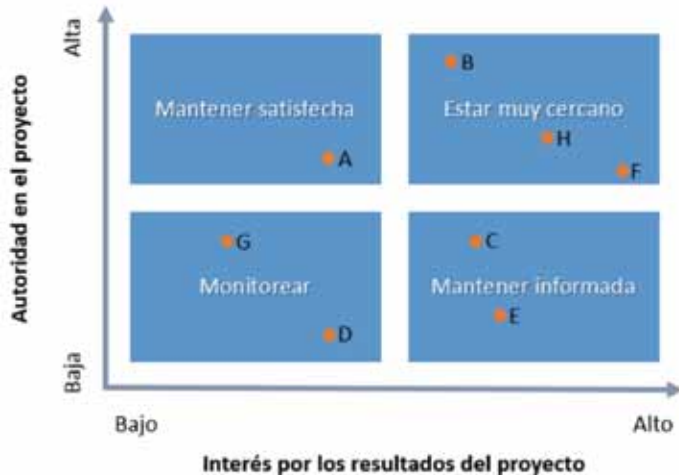 Autoridad en el proyecto
Alta
Baja
Mantener satisfecha
A
Estar muy cercano
B
H
F
Monitorear
G
D
Mantener informada
C
E
Bajo
Alto
Interés por los resultados del proyecto